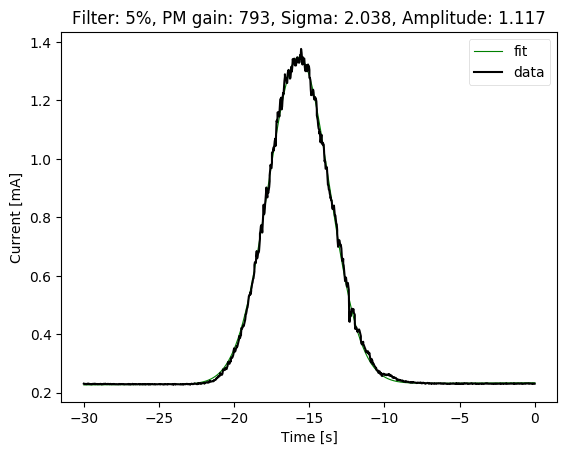 Filter: 5%, PM gain: 793, Sigma: 2.038, Amplitude: 1.117
fit
data
1.4
1.2
1.0
0.8
0.6
0.4
0.2
Current [mA]
−30
−25
−20
−15
−10
−5
0
Time [s]